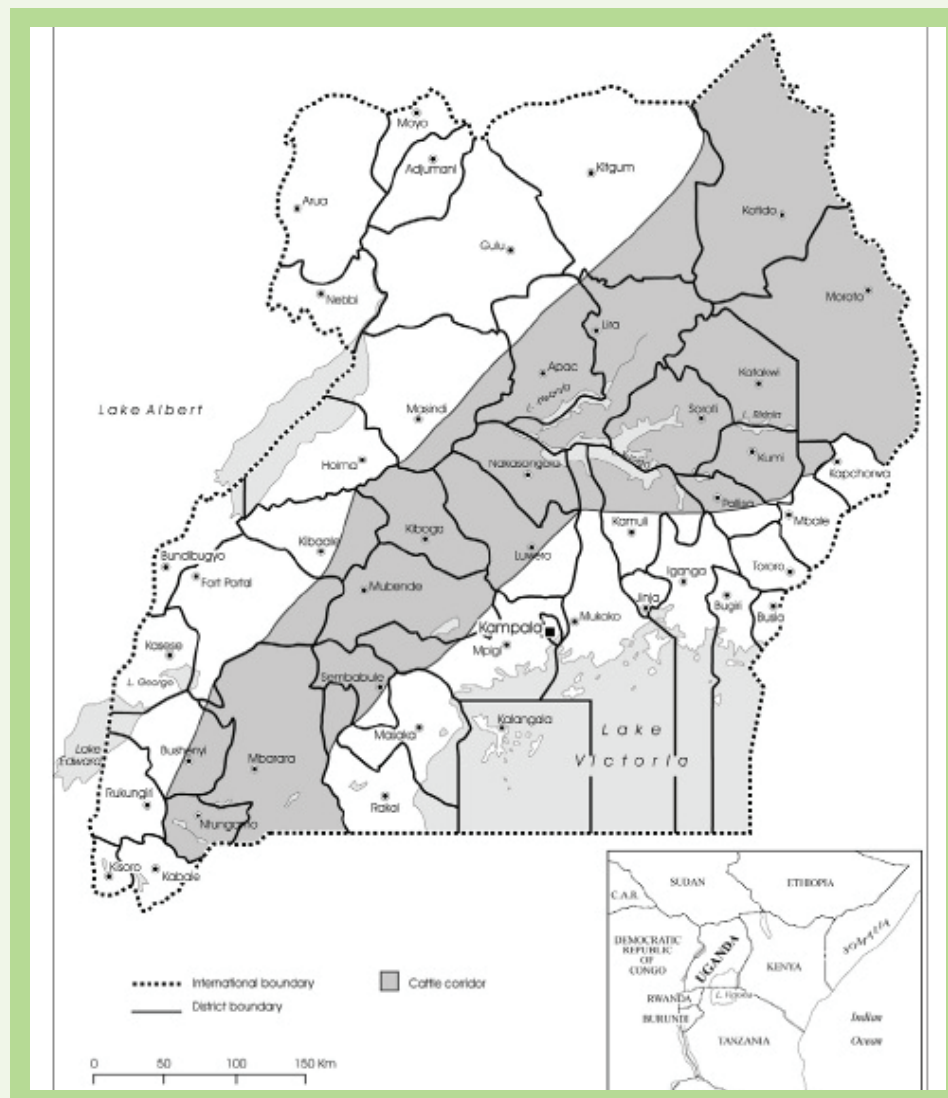 Moyo
Adjumani
Kitgum
Arua
Kotido
Gulu
Nebbi
Moroto
Lira
Apac
Katakwi
Lake Albert
Masindi
Soroti
L. Bisina
Kumi
Hoima
Nakasongola
Kapchorwa
Pallisa
Mbale
Kiboga
Kamuli
Kibaale
Luwero
Bundibugyo
Fort Portal
Iganga
Tororo
Mubende
Jinja
Bugiri
Busia
Kampala
Mukoko
Mpigi
Kasese
L. George
Sembabule
Kalangala
Masaka
Lake
Victoria
Lake
Edward
Bushenyi
Mbarara
Rukungiri
Rakai
Ntungamo
Kisoro
Kabale
SUDAN
ETHIOPIA
C.A.R.
SOMALIA
DEMOCRATIC
REPUBLIC
OF
CONGO
UGANDA
KENYA
RWANDA
L. Victoria
BURUNDI
Indian
Ocean
TANZANIA
International boundary
Cattle corridor
District boundary
0 50 100 150 Km